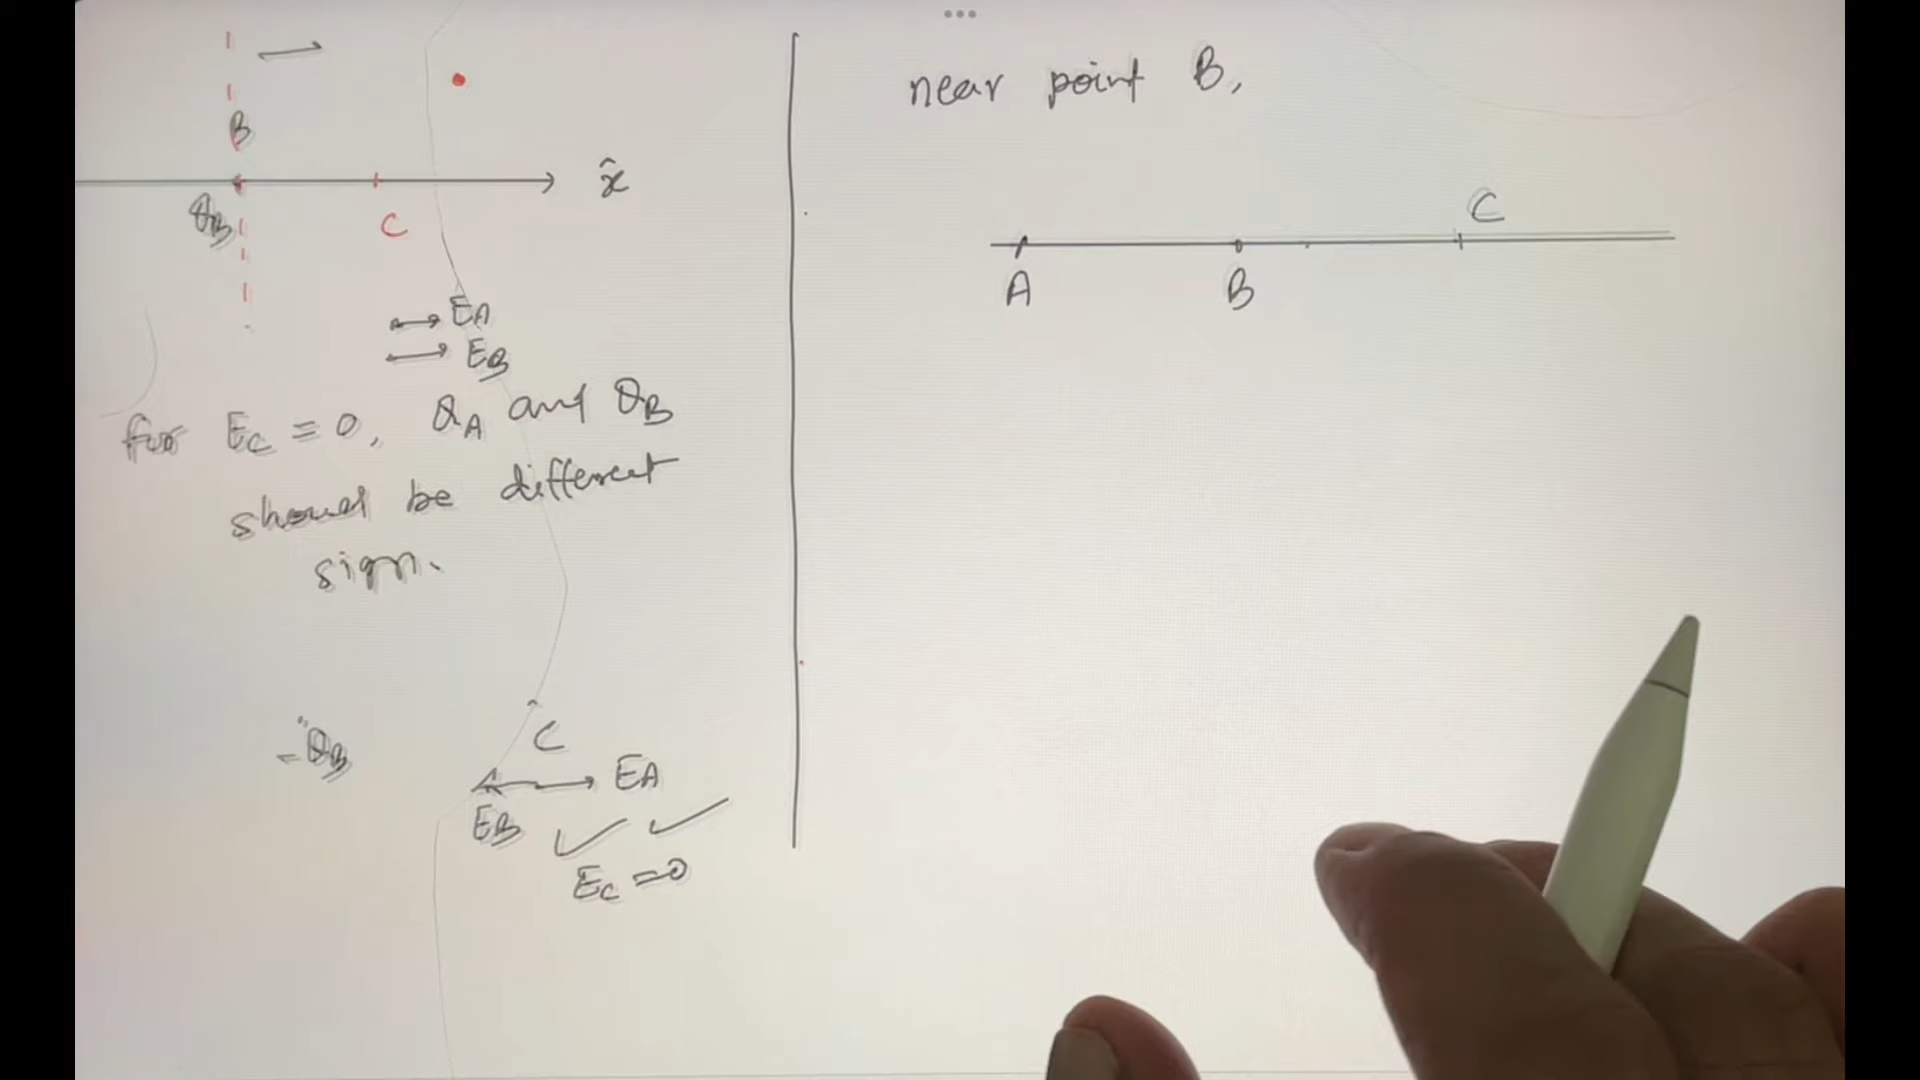 B
x̂
Q_B
C
E_A
E_B
for E_C = 0, Q_A and Q_B
should be different
sign.
-Q_B
C
E_A
E_B
E_C = 0
near point B,
C
A B